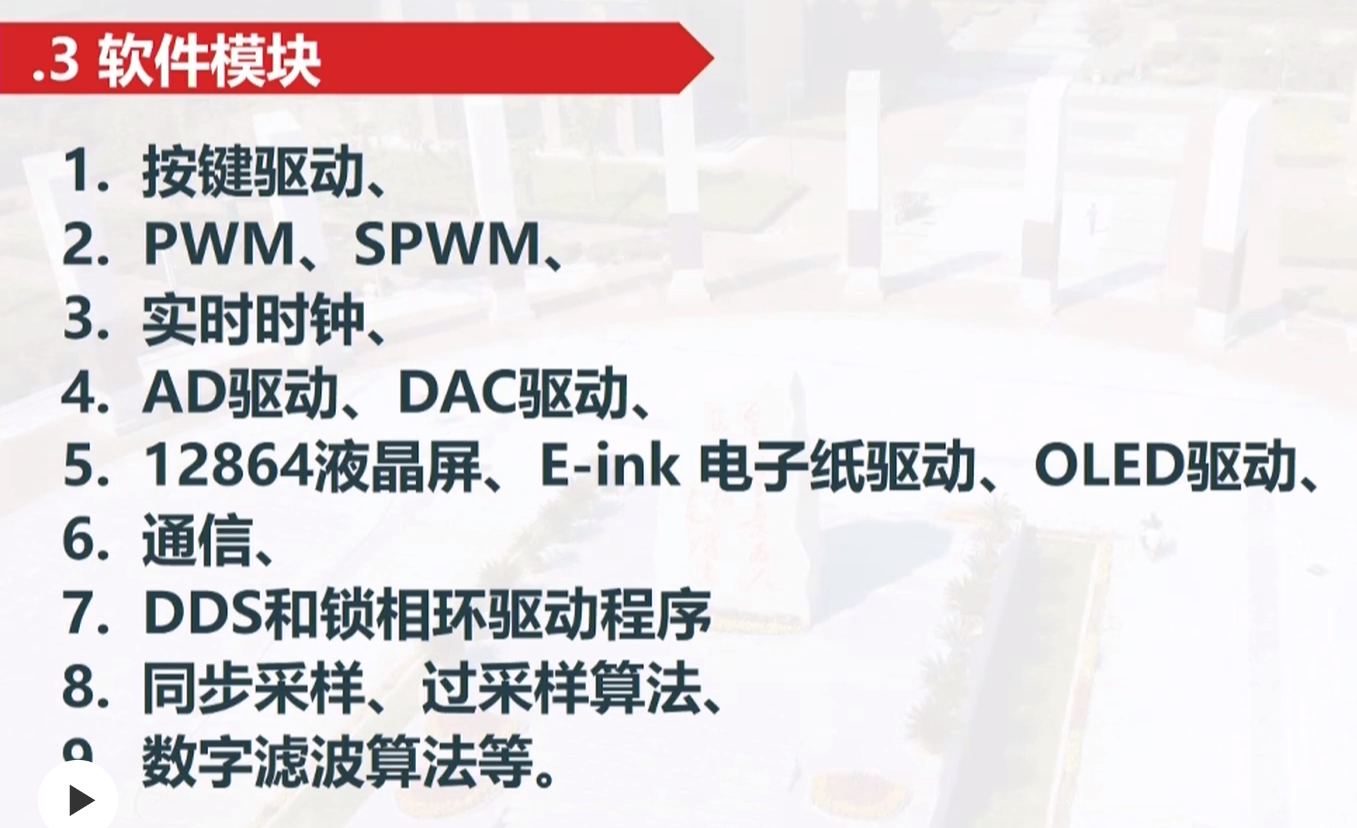 .3 软件模块
1. 按键驱动、
2. PWM、SPWM、
3. 实时时钟、
4. AD驱动、DAC驱动、
5. 12864液晶屏、E-ink 电子纸驱动、OLED驱动、
6. 通信、
7. DDS和锁相环驱动程序
8. 同步采样、过采样算法、
9. 数字滤波算法等。